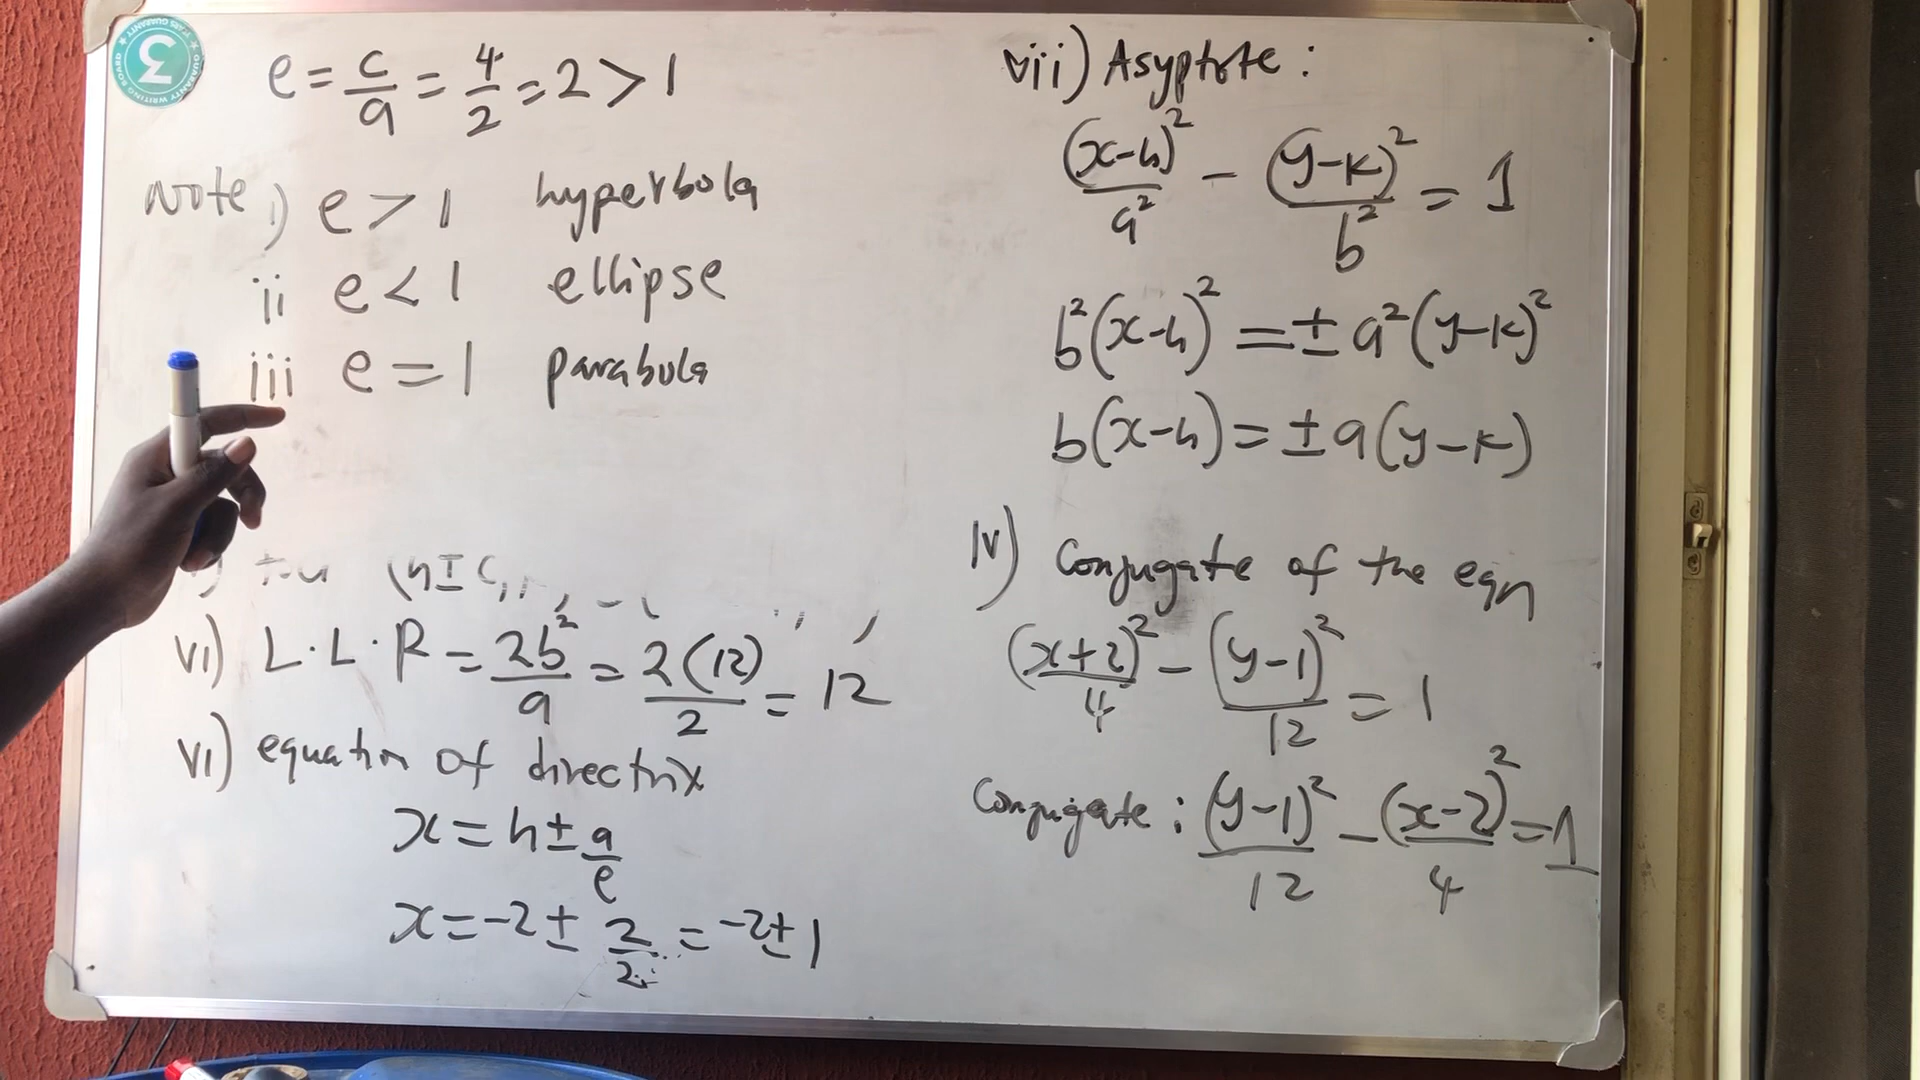 e = c/a = 4/2 = 2 > 1
Note i) e > 1 hyperbola
ii e < 1 ellipse
iii e = 1 parabola
(h ± c,
vi) L.L.R = 2b²/a = 2(12)/2 = 12
vi) equation of directrix
x = h ± a/e
x = -2 ± 2/2 = -2 ± 1
vii) Asyptote :
(x-h)²/a² - (y-k)²/b² = 1
b²(x-h)² = ± a²(y-k)²
b(x-h) = ± a(y-k)
iv) Conjugate of the eqn
(x+2)²/4 - (y-1)²/12 = 1
Conjugate : (y-1)²/12 - (x-2)²/4 = 1